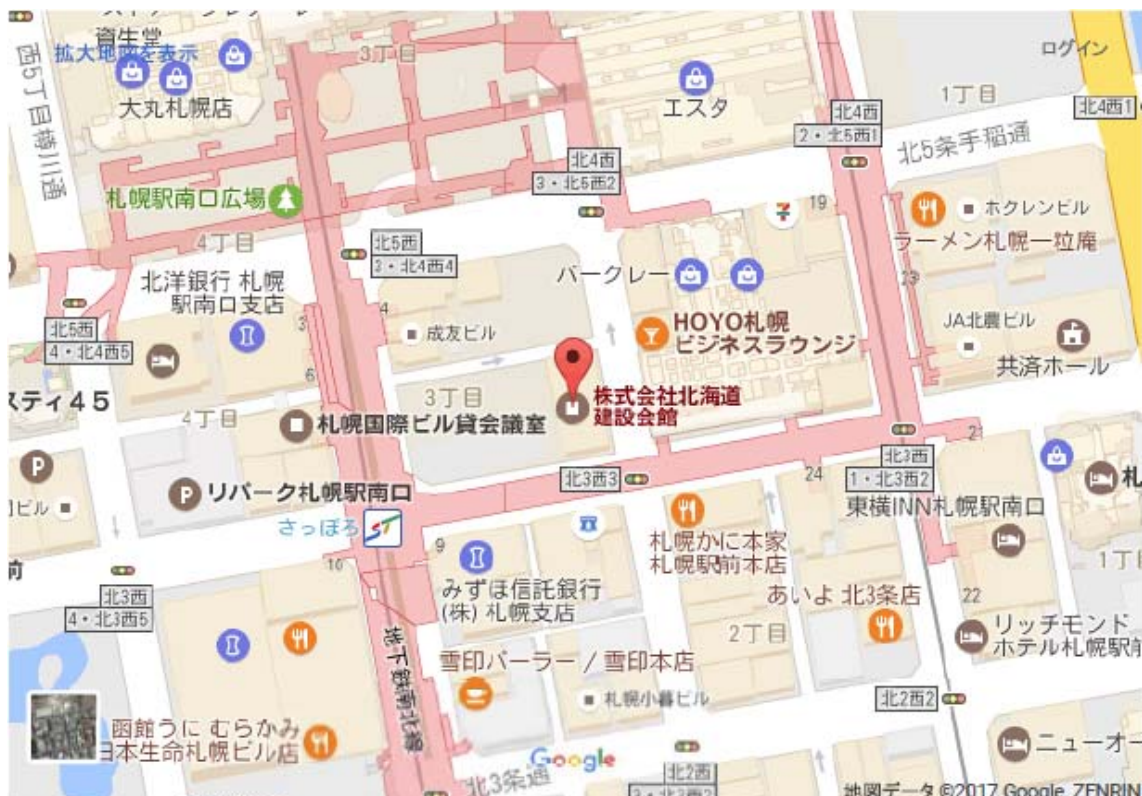 資生堂
拡大地図を表示
3丁目
ログイン
西5丁目樽川通
大丸札幌店
エスタ
1丁目
北4西1
北4西
2・北5西1
北5条手稲通
北4西
3・北5西2
札幌駅南口広場
19
ホクレンビル
ラーメン札幌一粒庵
4丁目
北5西
3・北4西4
北洋銀行 札幌
駅南口支店
バークレー
23
4
3
成友ビル
HOYO札幌
ビジネスラウンジ
JA北農ビル
共済ホール
北5西
4・北4西5
6
スティ45
4丁目
3丁目
株式会社北海道
建設会館
札幌国際ビル貸会議室
21
北3西
1・北3西2
北3西3
24
リパーク札幌駅南口
ビル
東横INN札幌駅南口
札
さっぽろ
ST
9
10
札幌かに本家
札幌駅前本店
前
みずほ信託銀行
(株) 札幌支店
1丁目
あいよ 北3条店
22
北3西
4・北3西5
2丁目
リッチモンド
ホテル札幌駅前
地下鉄南北線
雪印パーラー / 雪印本店
札幌小暮ビル
北2西2
函館うに むらかみ
日本生命札幌ビル店
Google
ニューオー
北3条通
北2西
地図データ ©2017 Google, ZENRIN